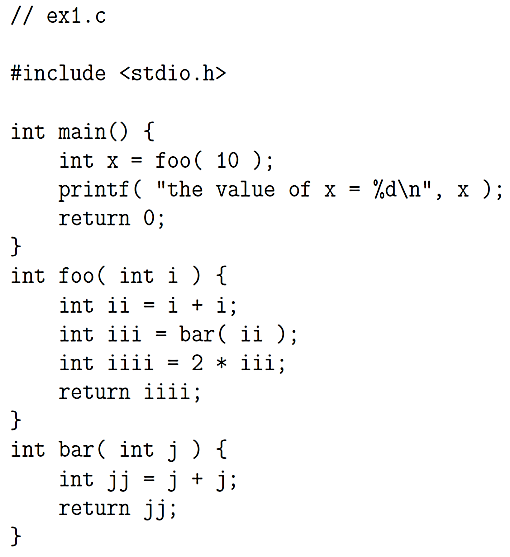 // ex1.c

#include <stdio.h>

int main() {
    int x = foo( 10 );
    printf( "the value of x = %d\n", x );
    return 0;
}
int foo( int i ) {
    int ii = i + i;
    int iii = bar( ii );
    int iiii = 2 * iii;
    return iiii;
}
int bar( int j ) {
    int jj = j + j;
    return jj;
}